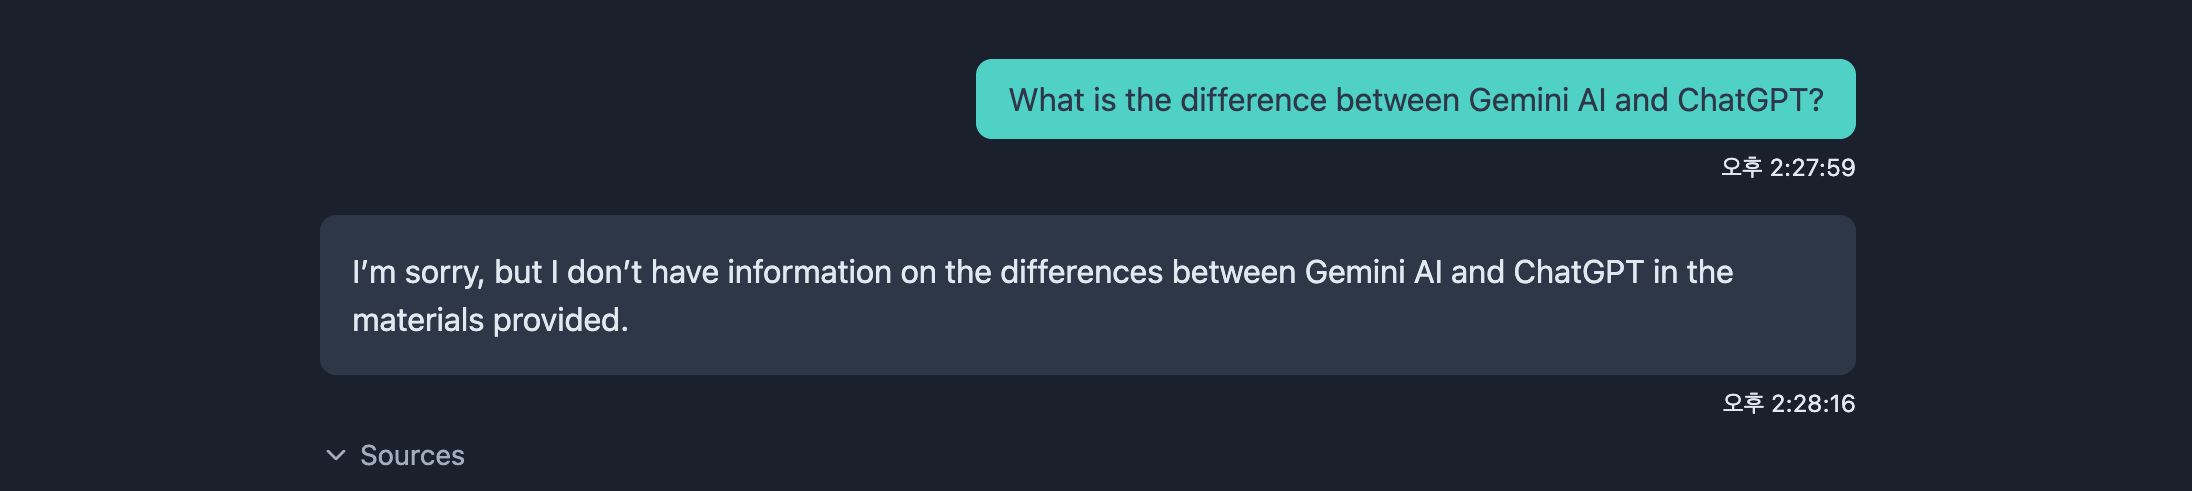 What is the difference between Gemini AI and ChatGPT?
오후 2:27:59
I’m sorry, but I don’t have information on the differences between Gemini AI and ChatGPT in the
materials provided.
오후 2:28:16
Sources